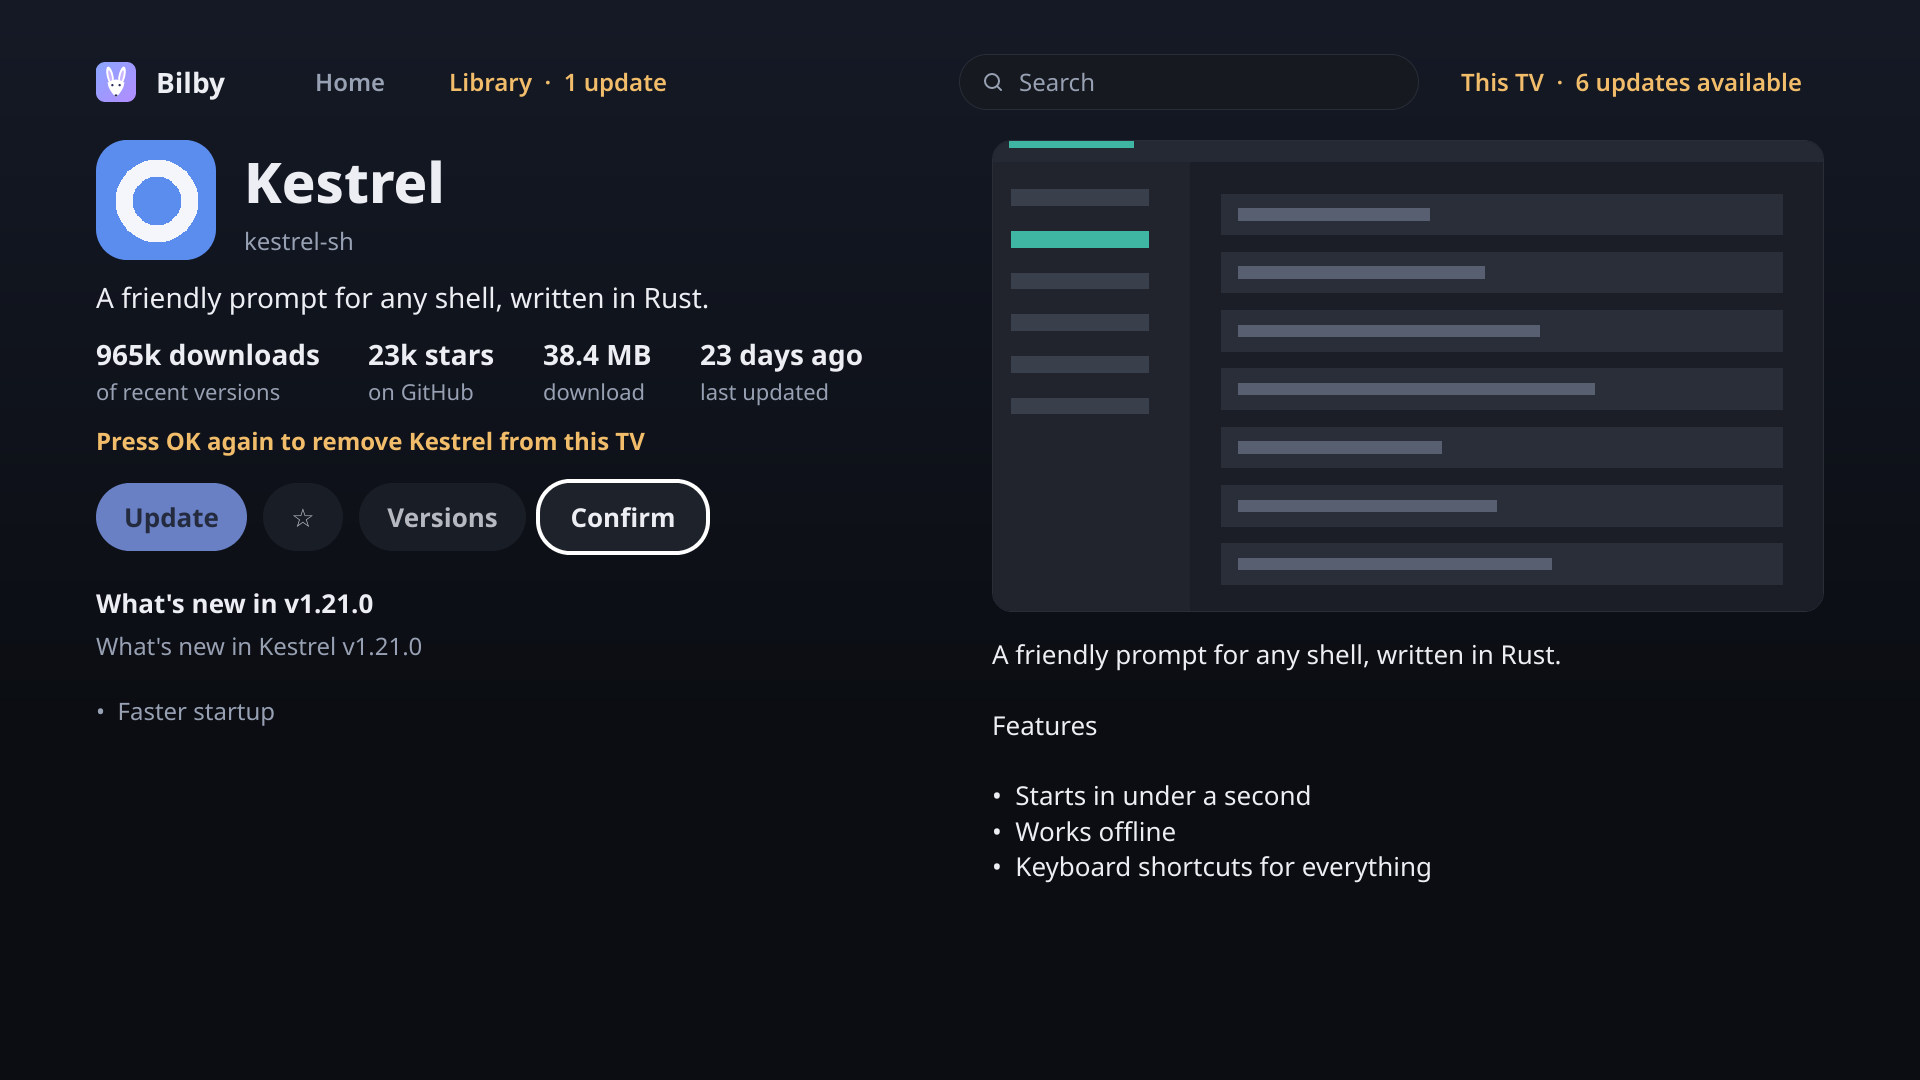 Bilby
Home
Library · 1 update
Search
This TV · 6 updates available
Kestrel
kestrel-sh
A friendly prompt for any shell, written in Rust.
965k downloads
of recent versions
23k stars
on GitHub
38.4 MB
download
23 days ago
last updated
Press OK again to remove Kestrel from this TV
Update
☆
Versions
Confirm
What's new in v1.21.0
What's new in Kestrel v1.21.0
• Faster startup
A friendly prompt for any shell, written in Rust.
Features
• Starts in under a second
• Works offline
• Keyboard shortcuts for everything